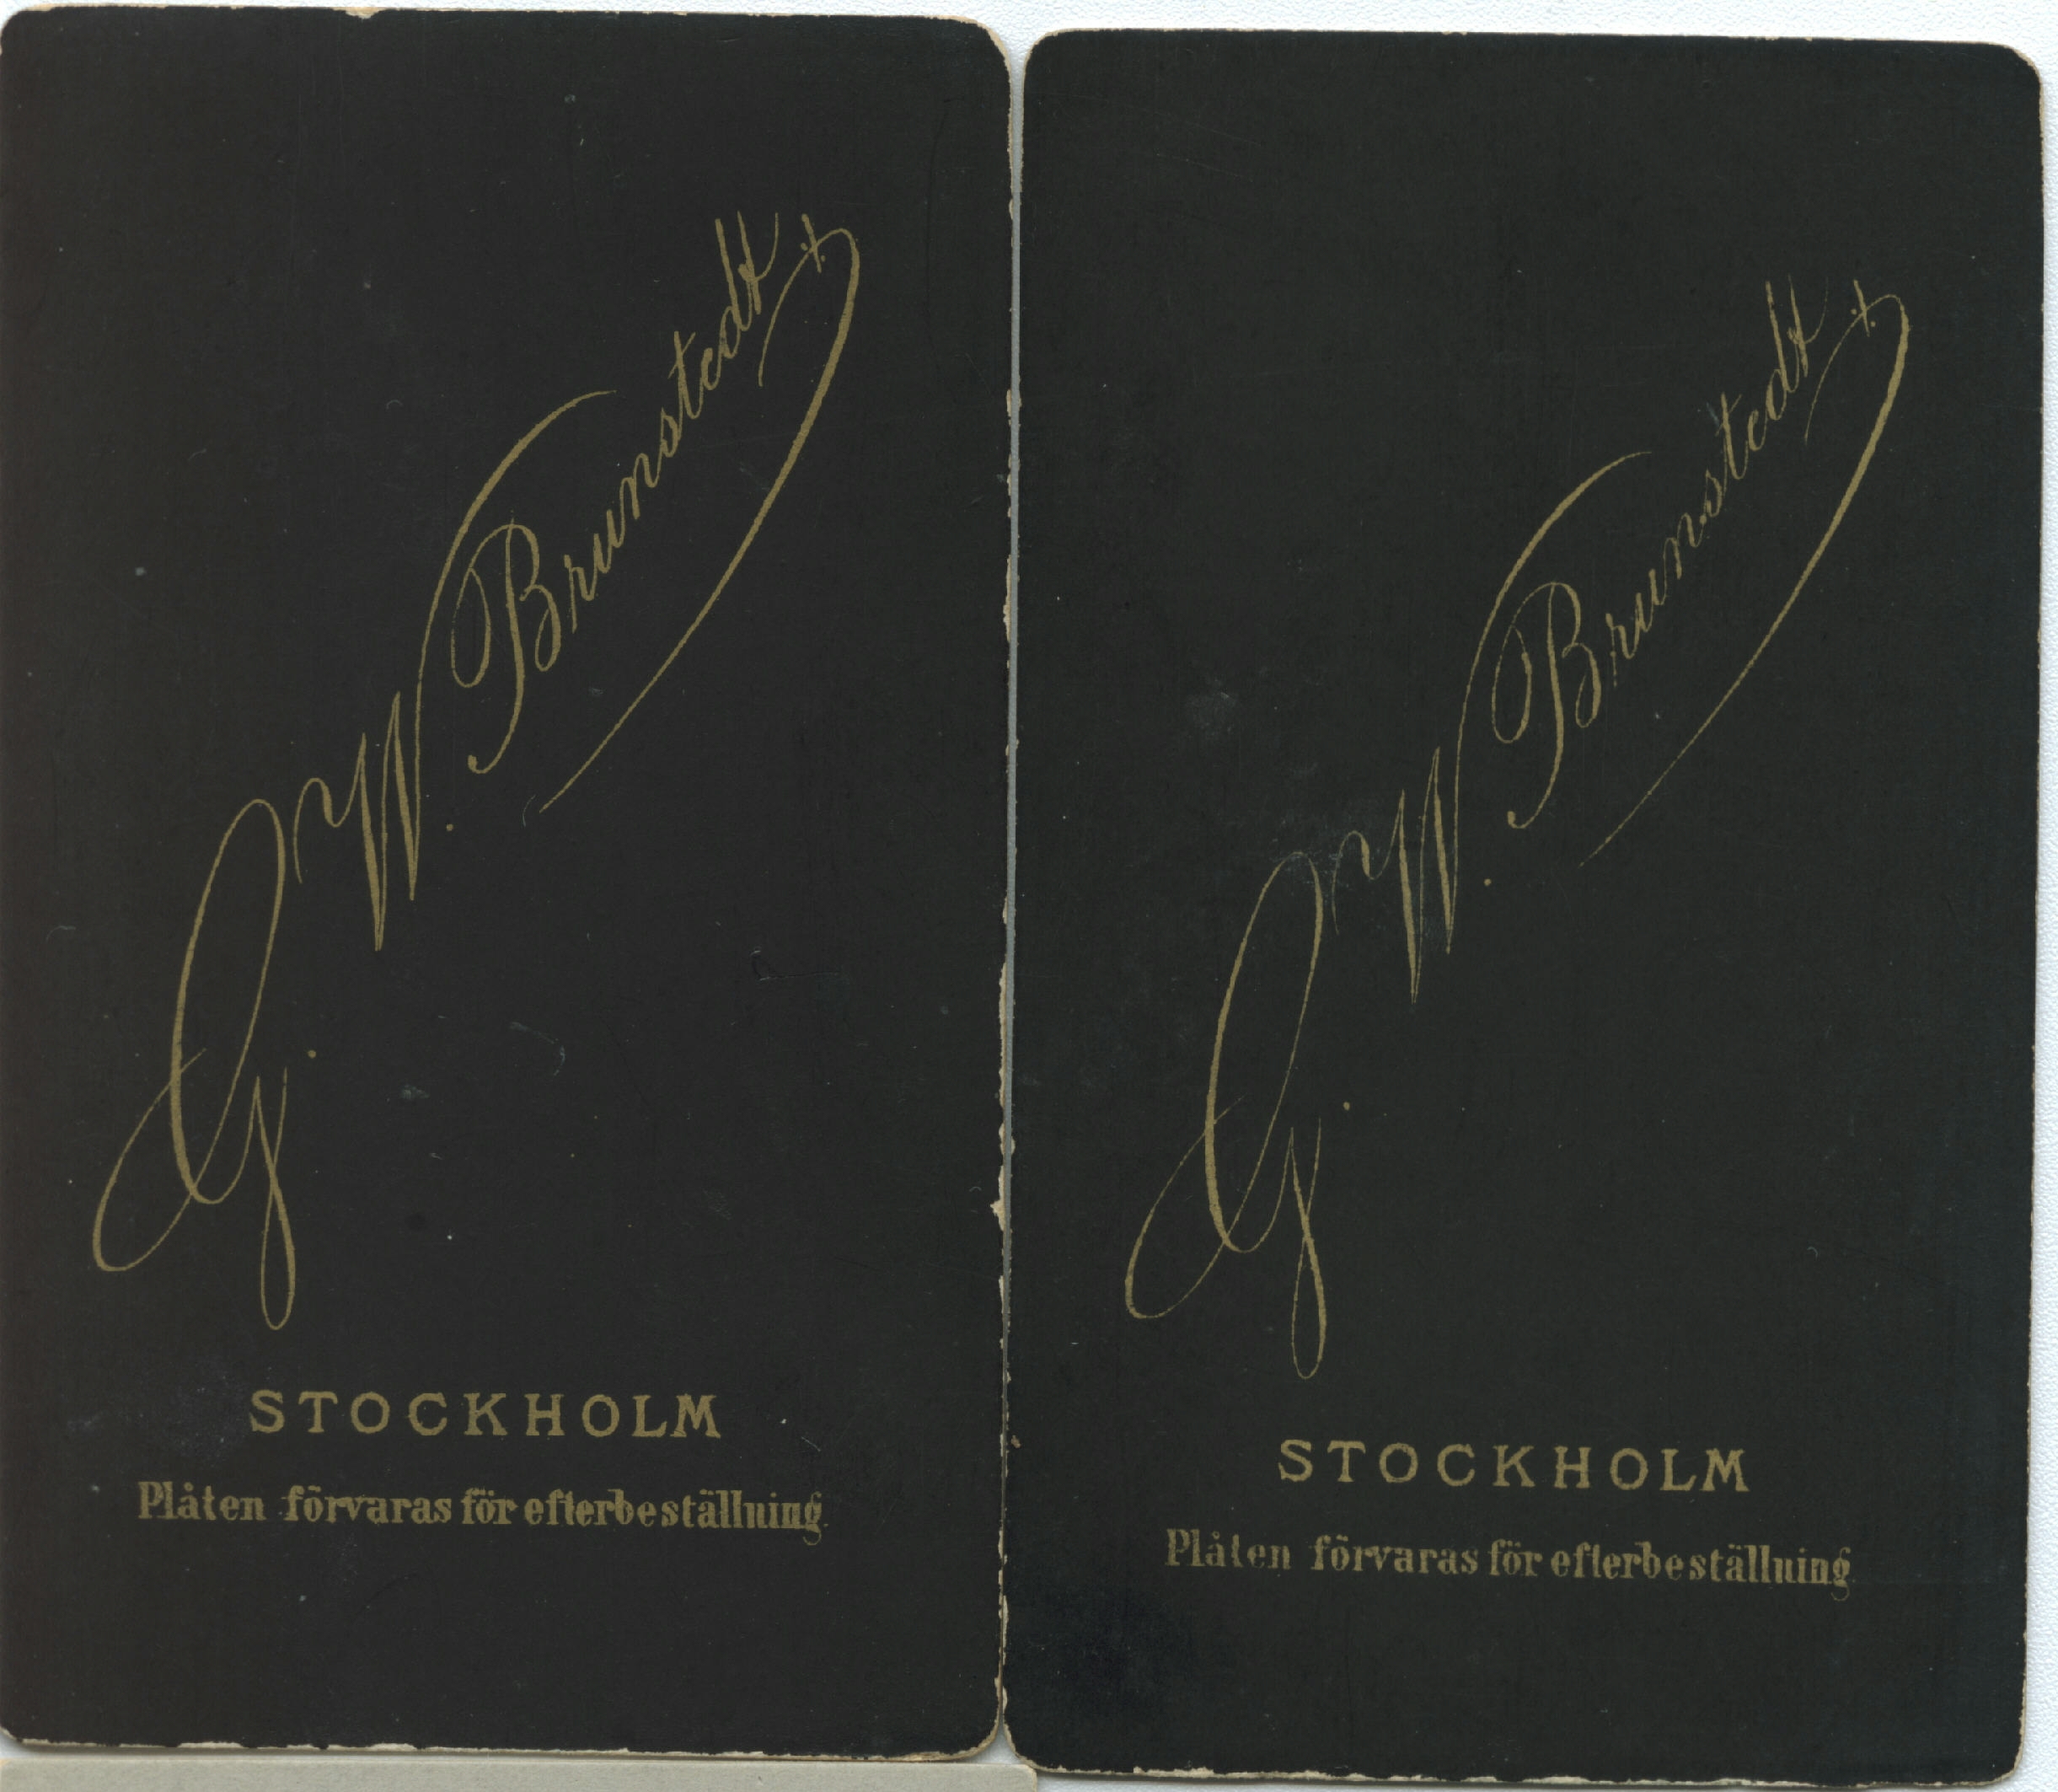 G. W. Brunstedt
STOCKHOLM
Plåten förvaras för efterbeställning.
G. W. Brunstedt
STOCKHOLM
Plåten förvaras för efterbeställning.